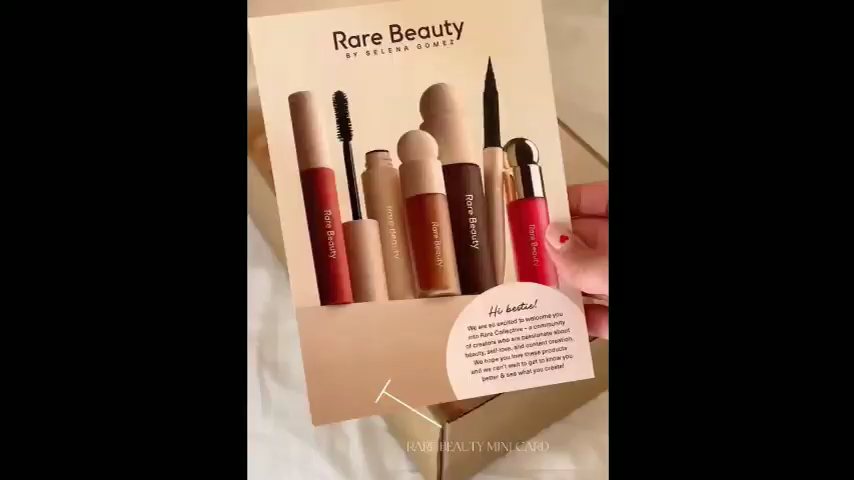 Rare Beauty
BY SELENA GOMEZ
Rare Beauty
Rare Beauty
Rare Beauty
Rare Beauty
Rare Beauty
Hi bestie!
We are so excited to welcome you
into Rare Collective – a community
of creators who are passionate about
beauty, self-love, and content creation.
We hope you love these products
and we can't wait to get to know you
better & see what you create!
RARE BEAUTY MINI CARD